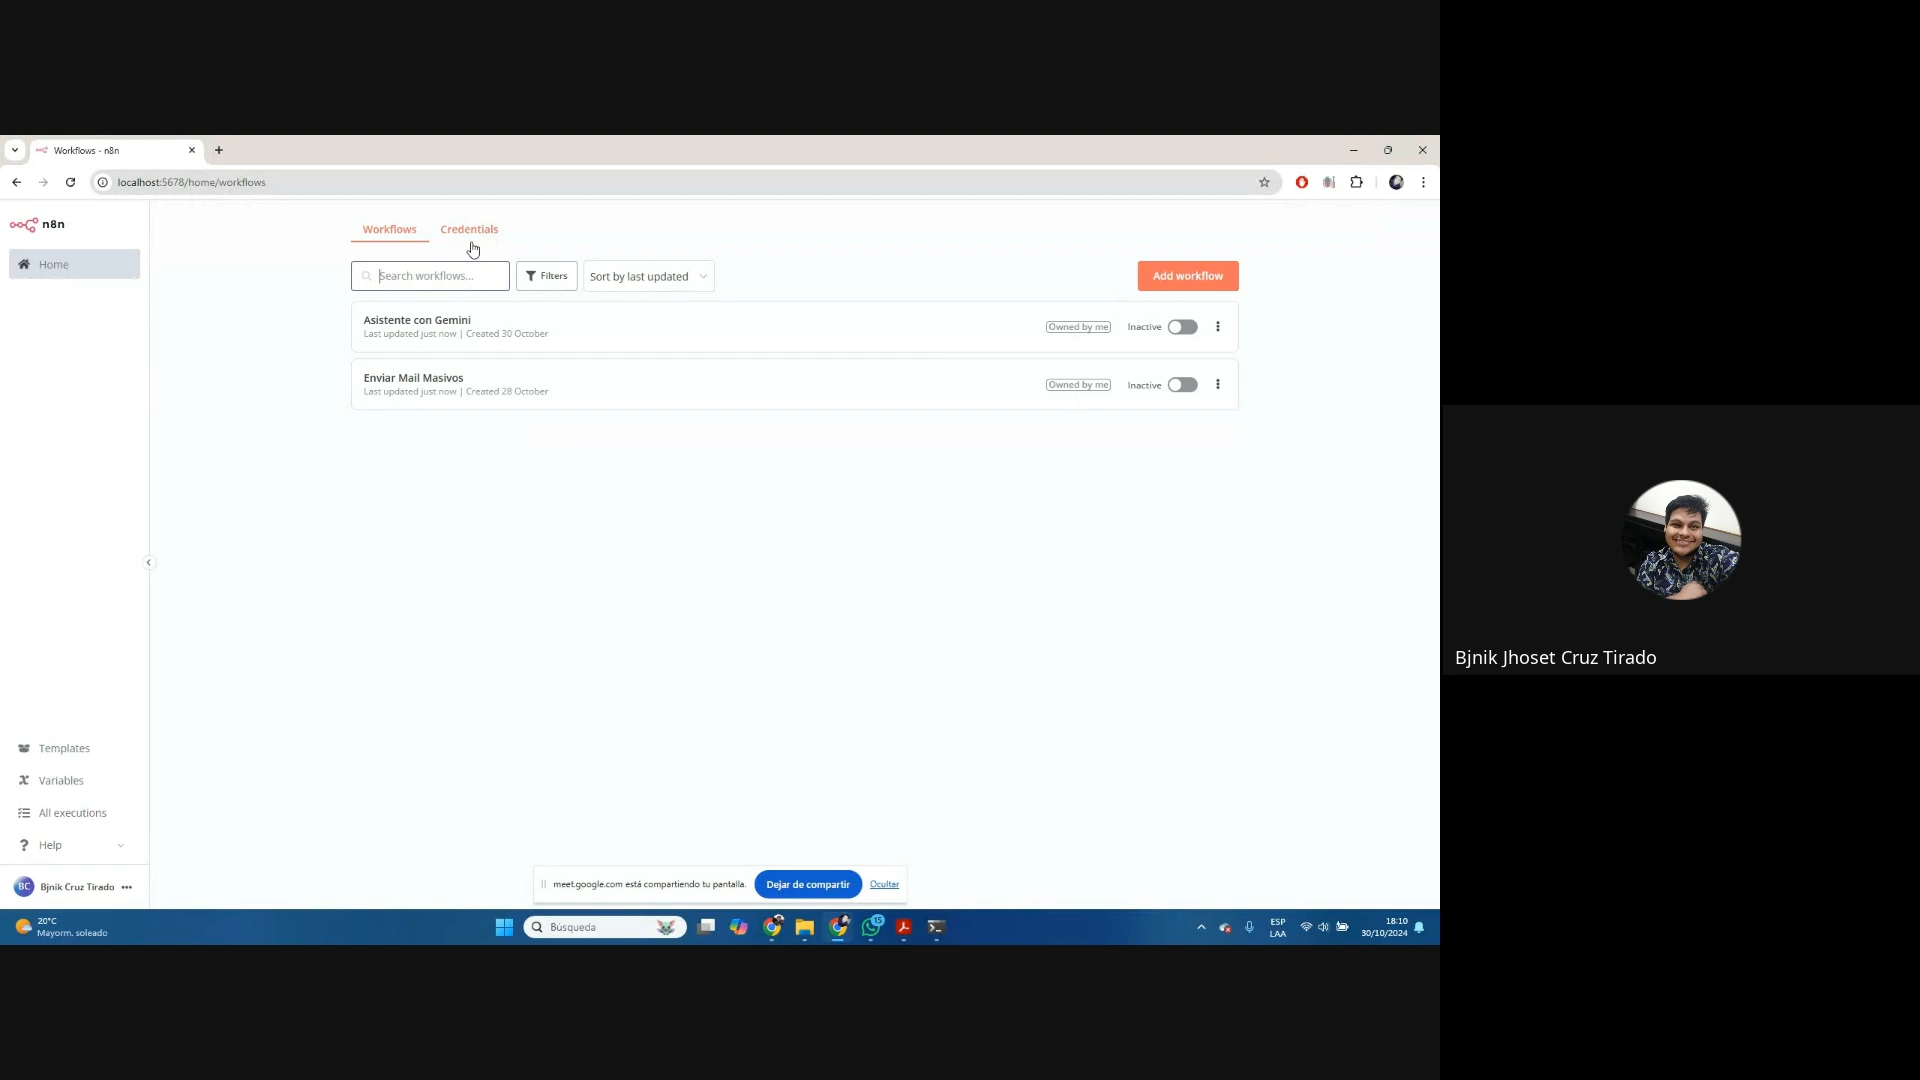 Workflows - n8n
localhost:5678/home/workflows
n8n
Home
Workflows
Credentials
Search workflows...
Filters
Sort by last updated
Add workflow
Asistente con Gemini
Last updated just now | Created 30 October
Owned by me
Inactive
Enviar Mail Masivos
Last updated just now | Created 28 October
Owned by me
Inactive
Bjnik Jhoset Cruz Tirado
Templates
Variables
All executions
Help
BC
Bjnik Cruz Tirado
meet.google.com está compartiendo tu pantalla.
Dejar de compartir
Ocultar
20°C
Mayorm. soleado
Búsqueda
15
ESP
LAA
18:10
30/10/2024